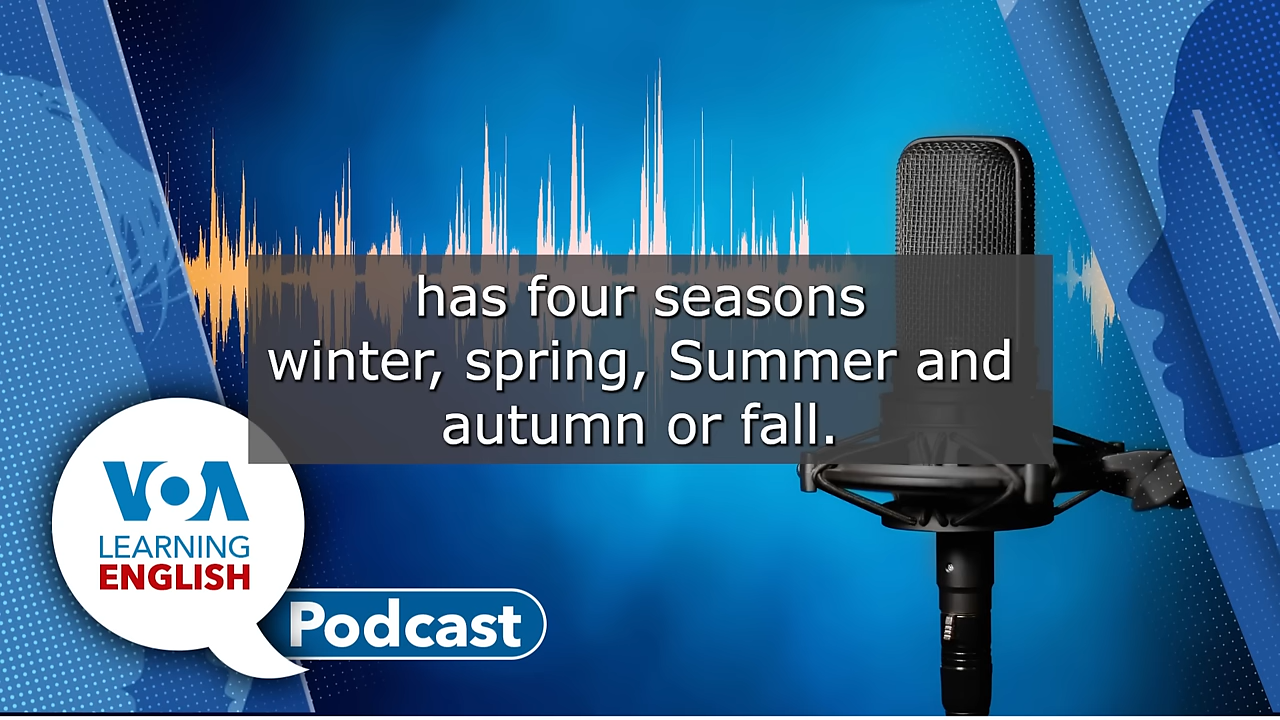 has four seasons
winter, spring, Summer and
autumn or fall.
VOA
LEARNING
ENGLISH
Podcast